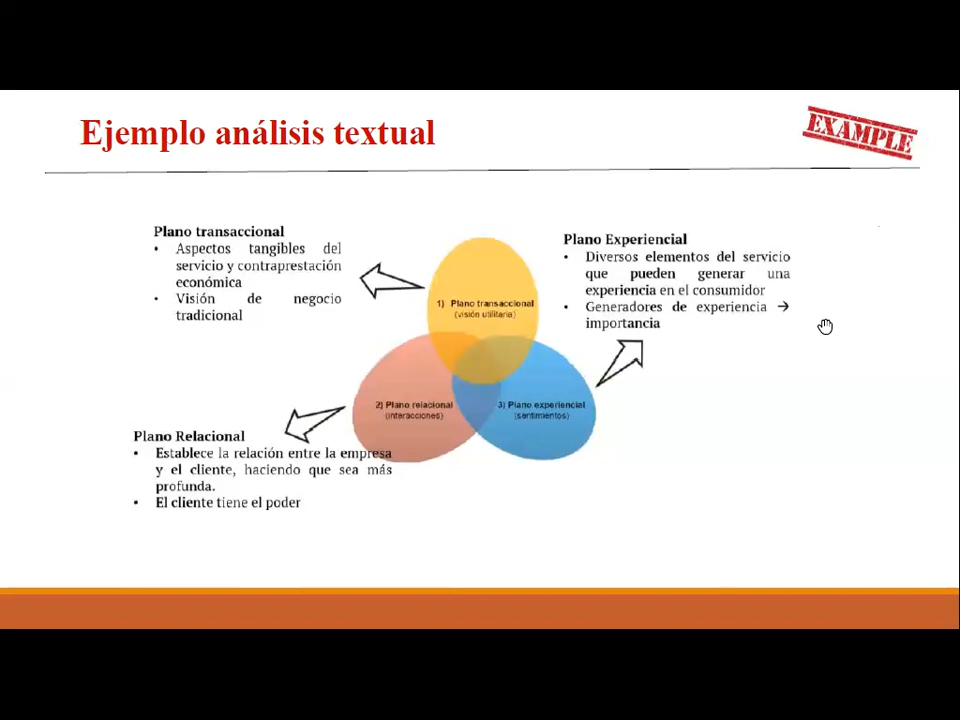 Ejemplo análisis textual
EXAMPLE
Plano transaccional
• Aspectos tangibles del
servicio y contraprestación
económica
• Visión de negocio
tradicional
Plano Experiencial
• Diversos elementos del servicio
que pueden generar una
experiencia en el consumidor
• Generadores de experiencia →
importancia
1) Plano transaccional
(visión utilitaria)
2) Plano relacional
(interacciones)
3) Plano experiencial
(sentimientos)
Plano Relacional
• Establece la relación entre la empresa
y el cliente, haciendo que sea más
profunda.
• El cliente tiene el poder